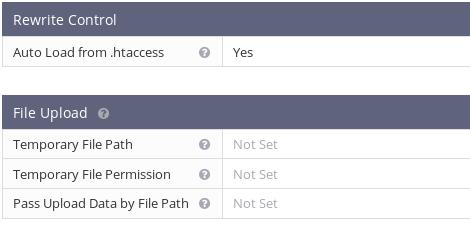 Rewrite Control
Auto Load from .htaccess ? Yes
File Upload ?
Temporary File Path ? Not Set
Temporary File Permission ? Not Set
Pass Upload Data by File Path ? Not Set